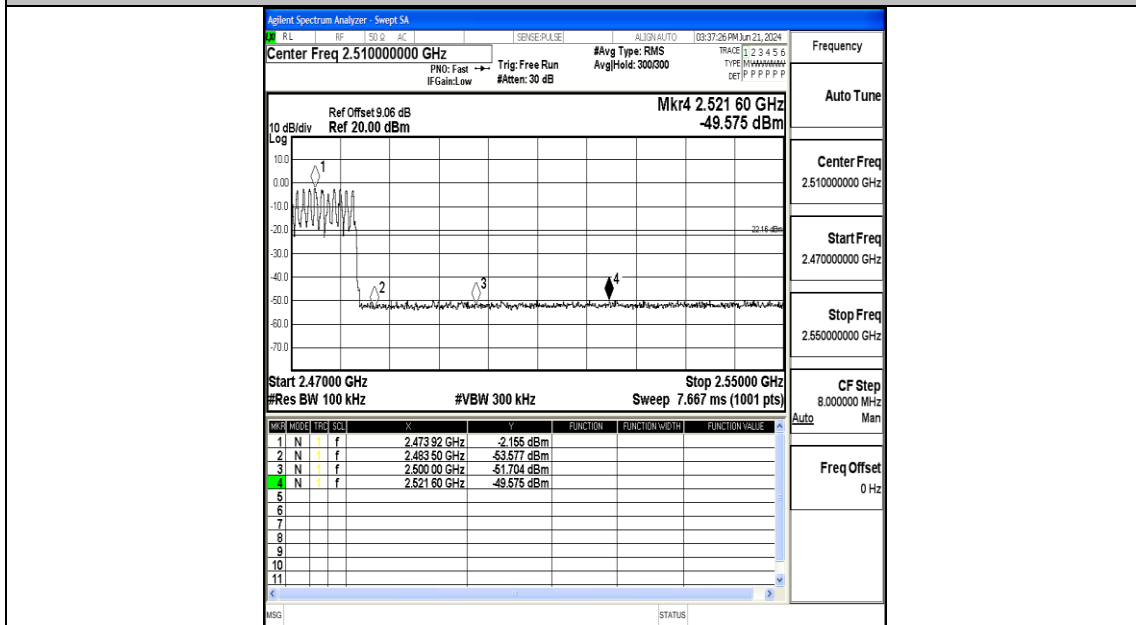 Agilent Spectrum Analyzer - Swept SA
RL RF 50 Ω AC SENSE:PULSE ALIGNAUTO 03:37:26 PM Jun 21, 2024
Center Freq 2.510000000 GHz
PNO: Fast
IFGain:Low
Trig: Free Run
#Atten: 30 dB
#Avg Type: RMS
Avg|Hold: 300/300
TRACE 1 2 3 4 5 6
TYPE
DET P P P P P P
Frequency
Auto Tune
Center Freq
2.510000000 GHz
Start Freq
2.470000000 GHz
Stop Freq
2.550000000 GHz
CF Step
8.000000 MHz
Auto Man
Freq Offset
0 Hz
Mkr4 2.521 60 GHz
-49.575 dBm
Ref Offset 9.06 dB
10 dB/div Ref 20.00 dBm
Log
10.0
0.00
-10.0
-20.0
-30.0
-40.0
-50.0
-60.0
-70.0
1
2
3
4
-22.16 dBm
Start 2.47000 GHz Stop 2.55000 GHz
#Res BW 100 kHz #VBW 300 kHz Sweep 7.667 ms (1001 pts)
MKR MODE TRC SCL X Y FUNCTION FUNCTION WIDTH FUNCTION VALUE
1 N 1 f 2.473 92 GHz -2.155 dBm
2 N 1 f 2.483 50 GHz -53.577 dBm
3 N 1 f 2.500 00 GHz -51.704 dBm
4 N 1 f 2.521 60 GHz -49.575 dBm
5
6
7
8
9
10
11
MSG STATUS